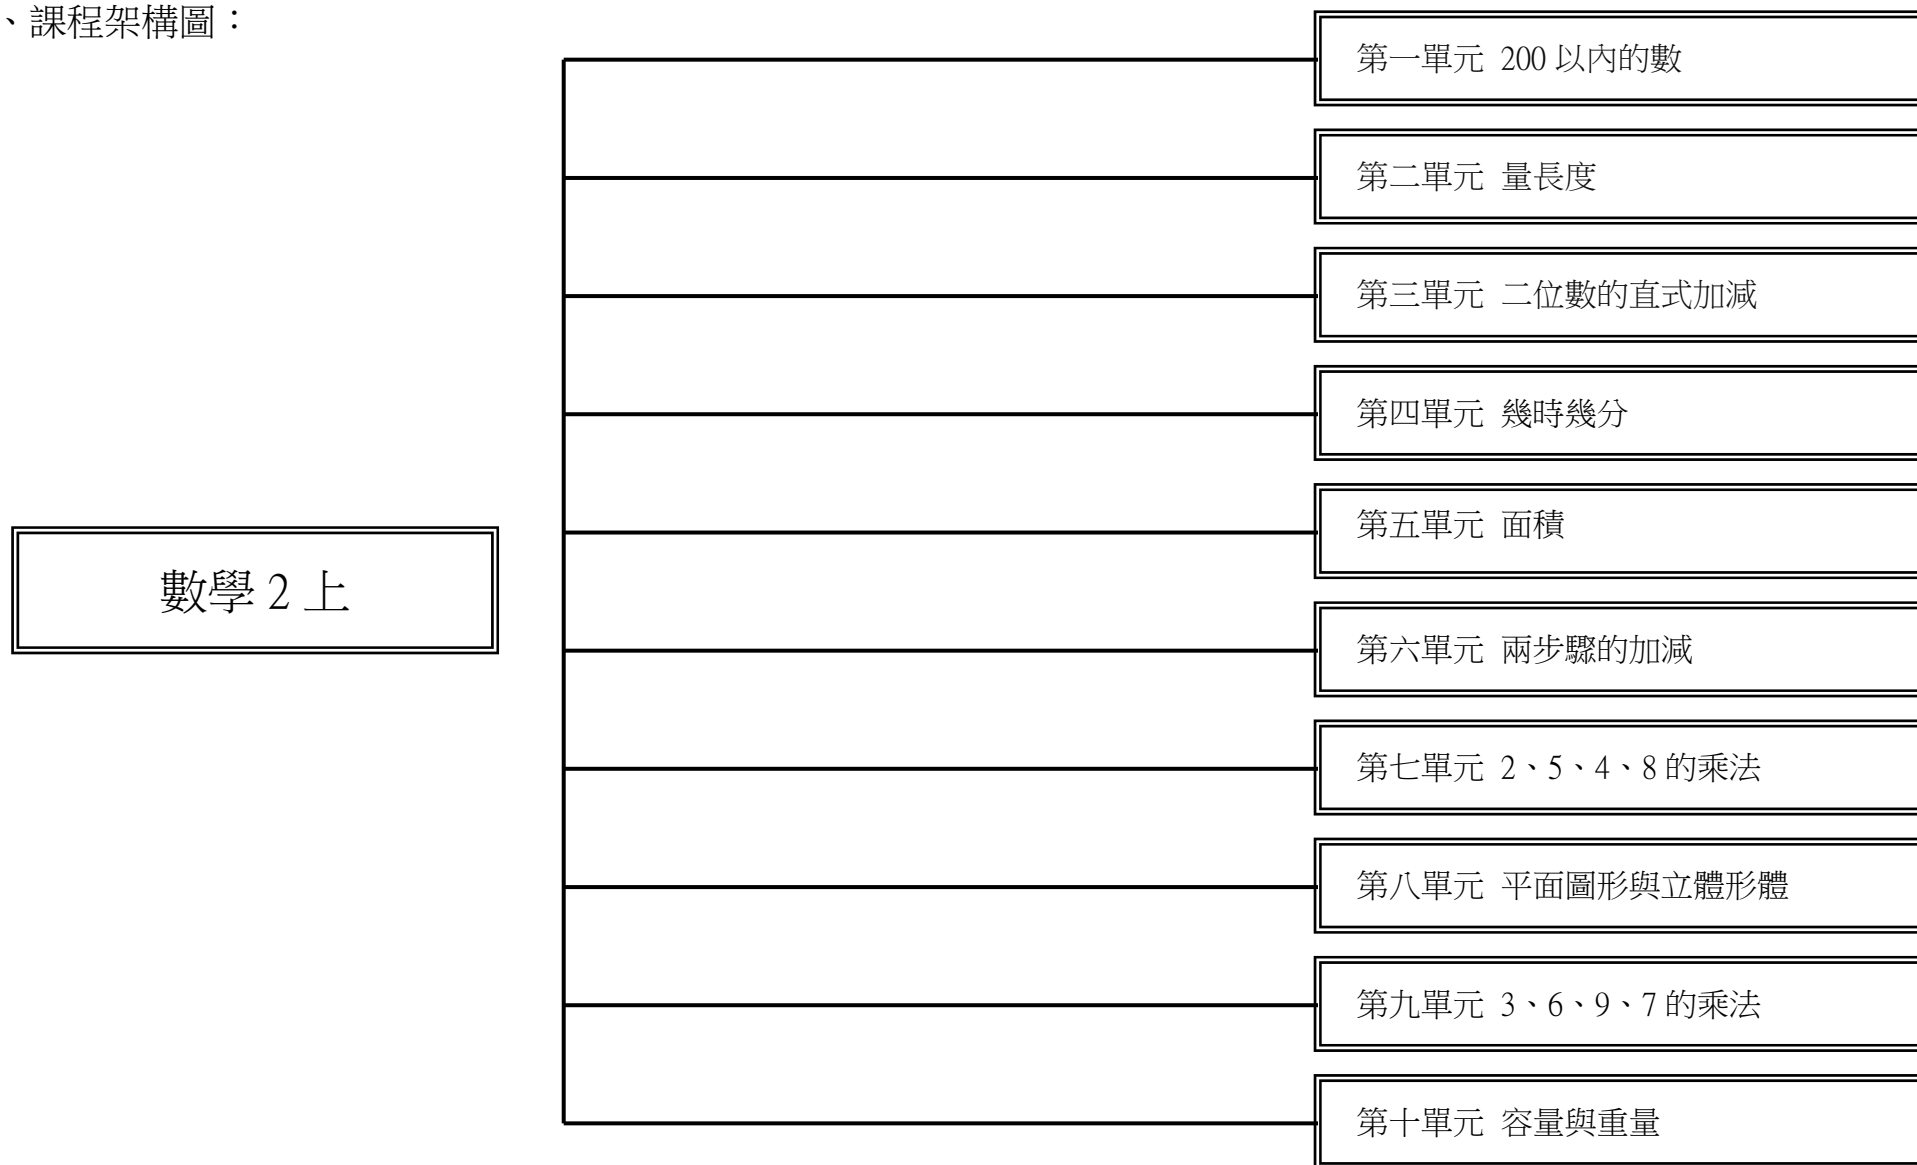 、課程架構圖：
第一單元 200 以內的數
第二單元 量長度
第三單元 二位數的直式加減
第四單元 幾時幾分
第五單元 面積
數學 2 上
第六單元 兩步驟的加減
第七單元 2、5、4、8 的乘法
第八單元 平面圖形與立體形體
第九單元 3、6、9、7 的乘法
第十單元 容量與重量